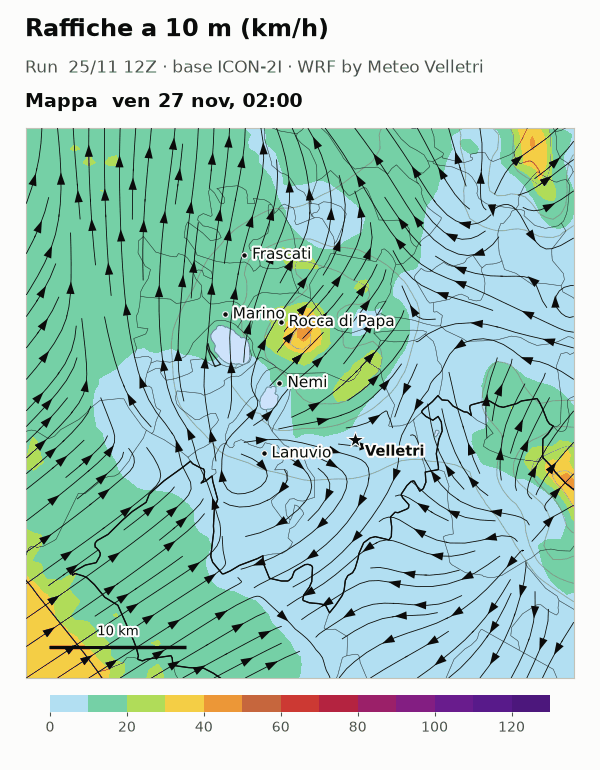 Raffiche a 10 m (km/h)
Run  25/11 12Z · base ICON-2I · WRF by Meteo Velletri
Mappa  ven 27 nov, 02:00
Frascati
Marino
Rocca di Papa
Nemi
Velletri
Lanuvio
10 km
0 20 40 60 80 100 120